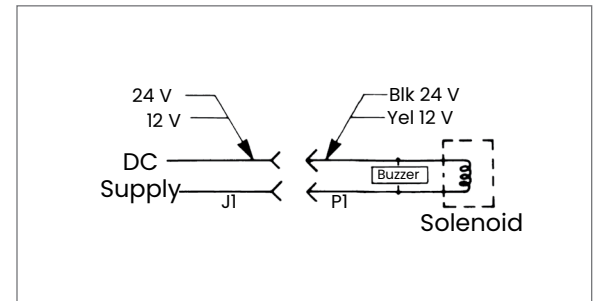 24 V
12 V
Blk 24 V
Yel 12 V
DC
Supply
J1
P1
Buzzer
Solenoid